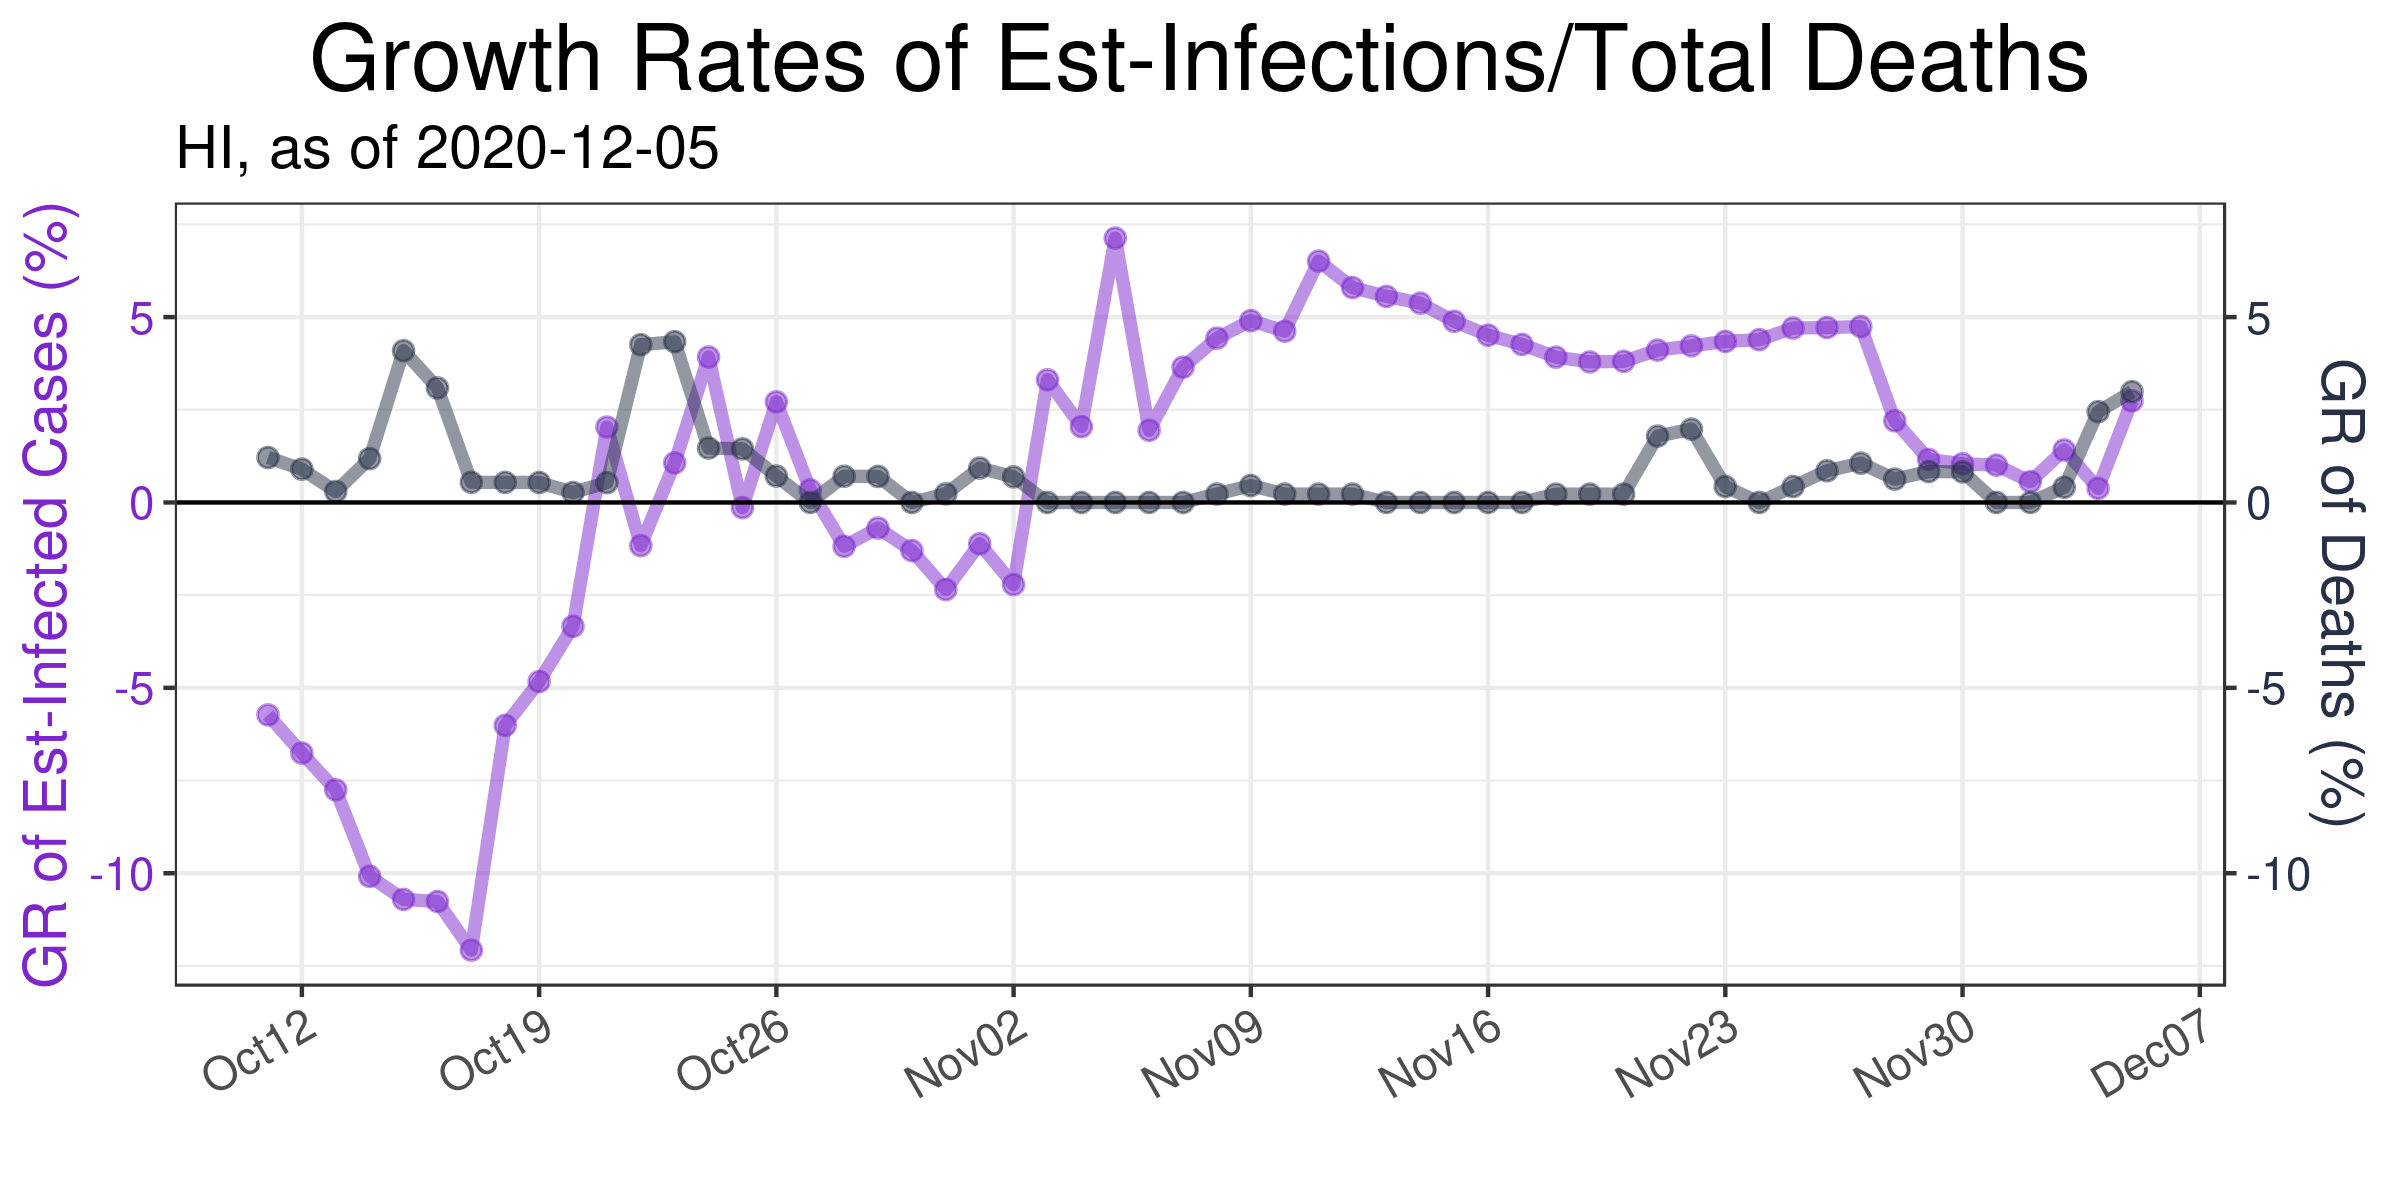 Growth Rates of Est-Infections/Total Deaths
HI, as of 2020-12-05
GR of Est-Infected Cases (%)
5
0
-5
-10
5
0
-5
-10
GR of Deaths (%)
Oct12
Oct19
Oct26
Nov02
Nov09
Nov16
Nov23
Nov30
Dec07